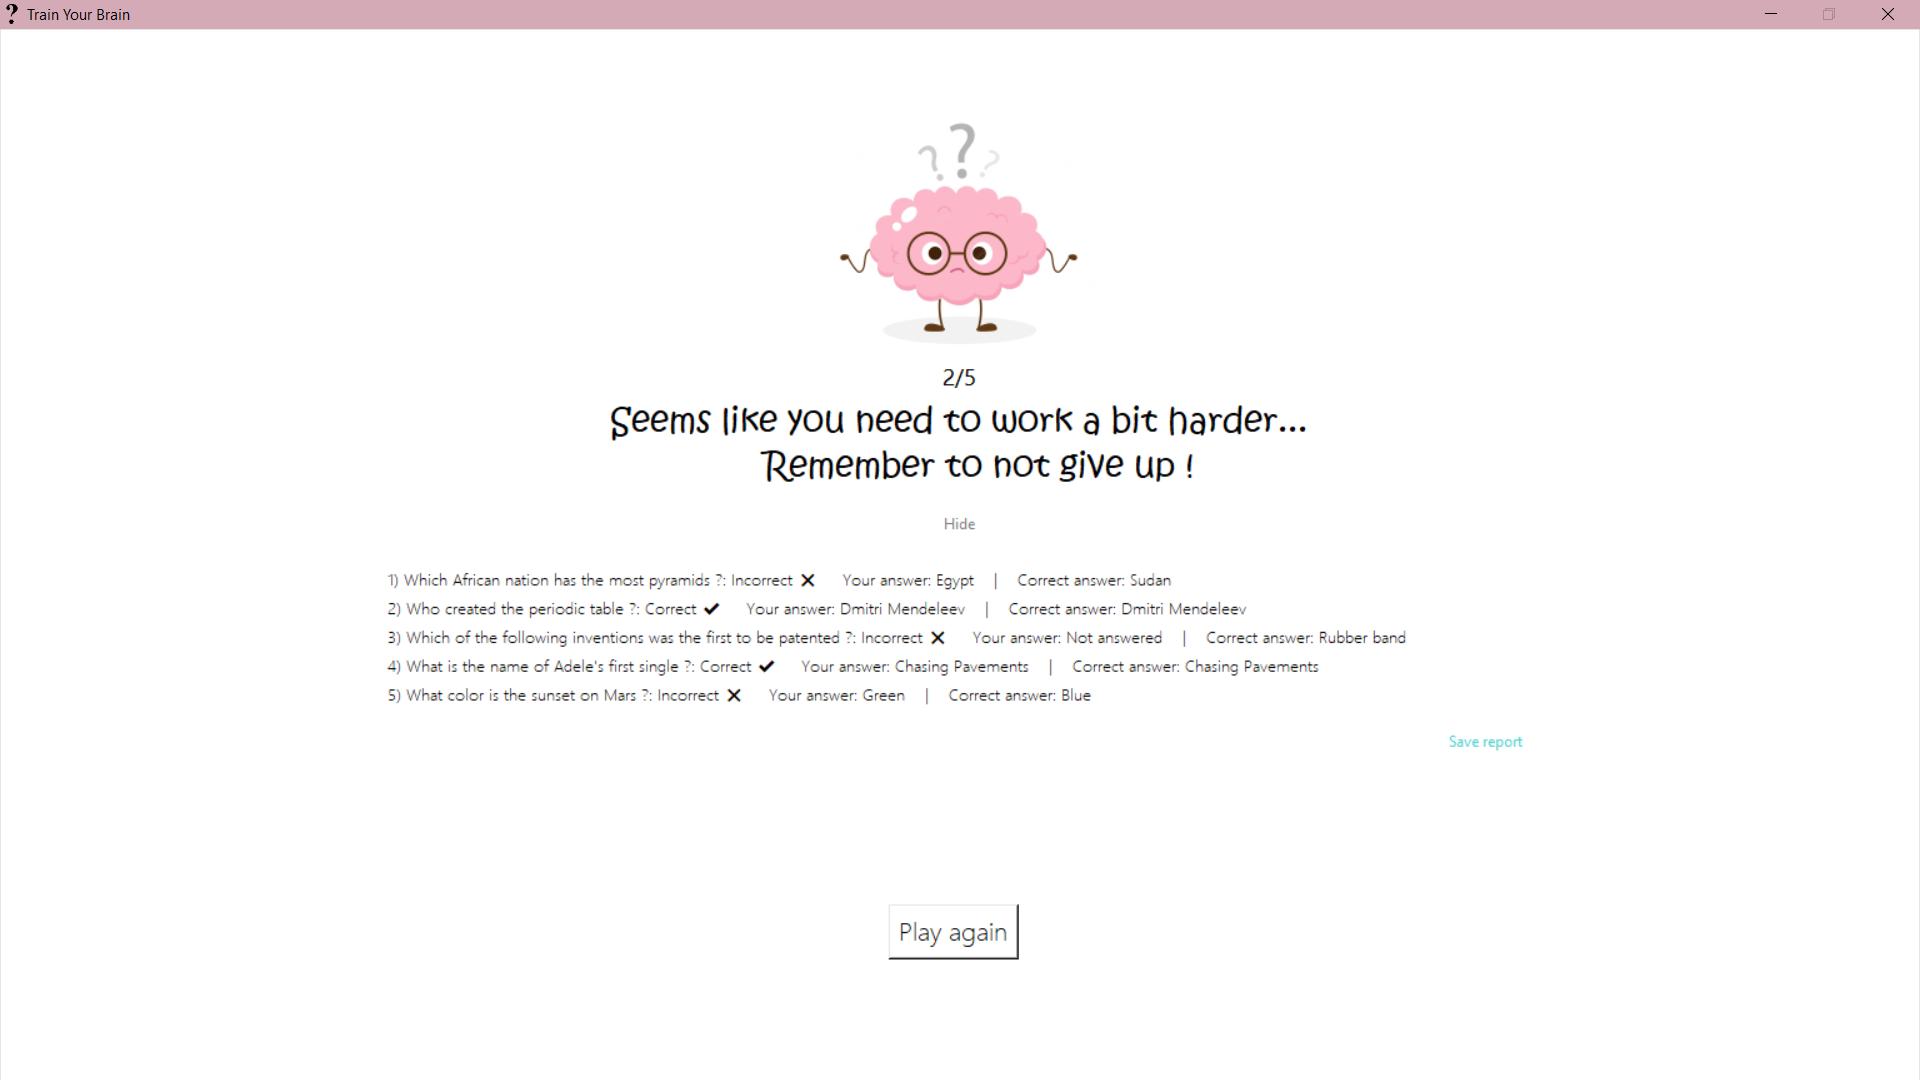 ? Train Your Brain
? ? ?
2/5
Seems like you need to work a bit harder...
Remember to not give up !
Hide
1) Which African nation has the most pyramids ?: Incorrect ✕ Your answer: Egypt | Correct answer: Sudan
2) Who created the periodic table ?: Correct ✔ Your answer: Dmitri Mendeleev | Correct answer: Dmitri Mendeleev
3) Which of the following inventions was the first to be patented ?: Incorrect ✕ Your answer: Not answered | Correct answer: Rubber band
4) What is the name of Adele's first single ?: Correct ✔ Your answer: Chasing Pavements | Correct answer: Chasing Pavements
5) What color is the sunset on Mars ?: Incorrect ✕ Your answer: Green | Correct answer: Blue
Save report
Play again